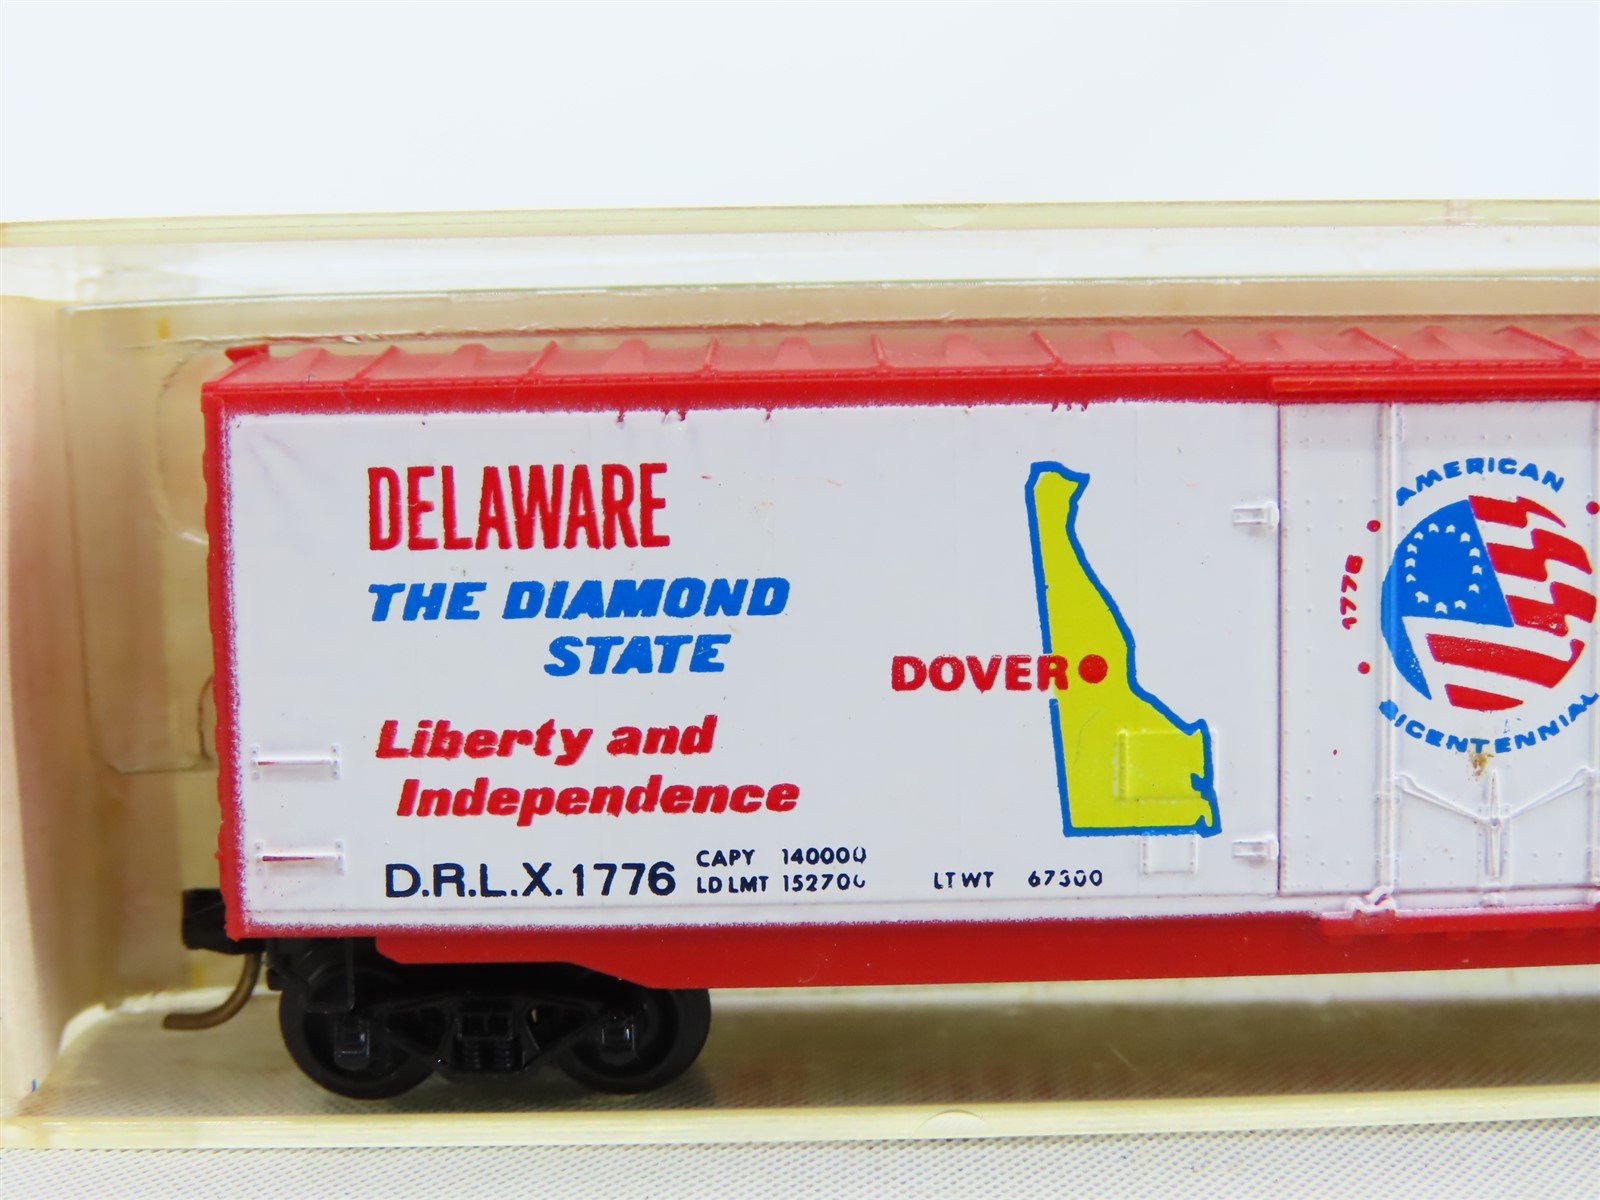 DELAWARE
THE DIAMOND
STATE
Liberty and
Independence
D.R.L.X.1776
CAPY 140000
LD LMT 152700
LT WT 67300
DOVER
AMERICAN
1776
BICENTENNIAL